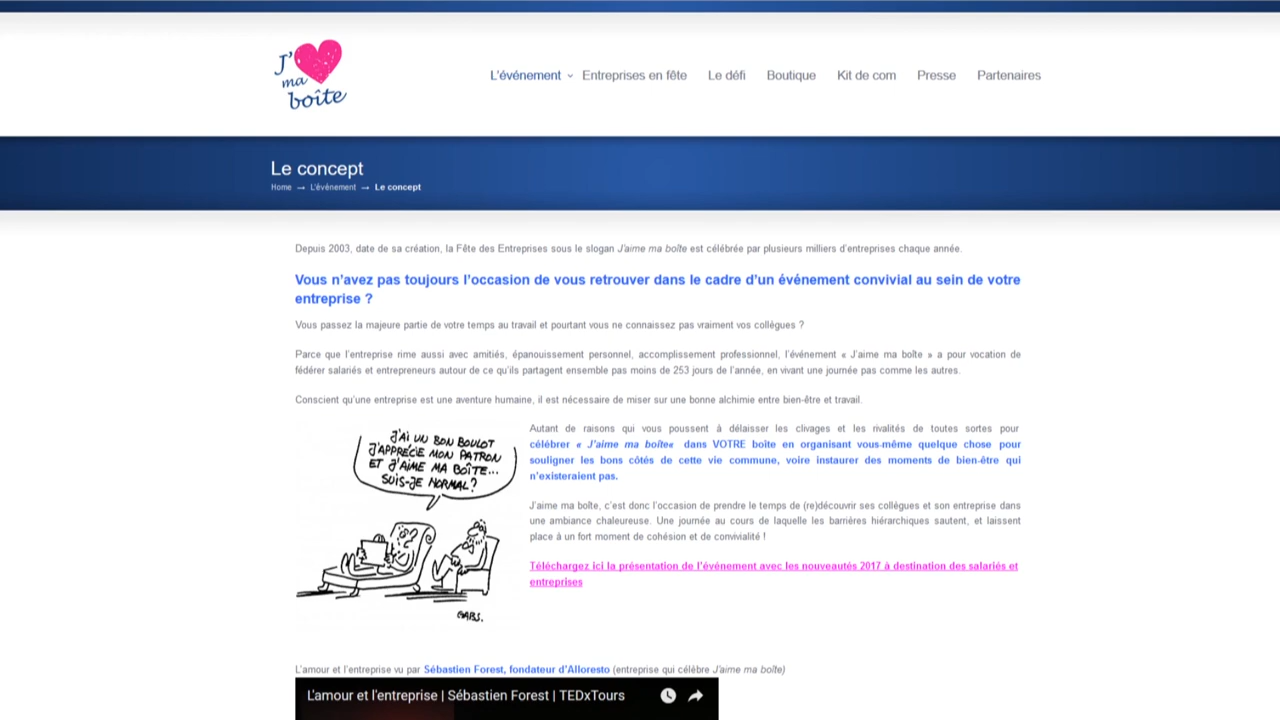 J'
ma
boîte
L'événement Entreprises en fête Le défi Boutique Kit de com Presse Partenaires
Le concept
Home → L'événement → Le concept
Depuis 2003, date de sa création, la Fête des Entreprises sous le slogan J'aime ma boîte est célébrée par plusieurs milliers d'entreprises chaque année.
Vous n'avez pas toujours l'occasion de vous retrouver dans le cadre d'un événement convivial au sein de votre
entreprise ?
Vous passez la majeure partie de votre temps au travail et pourtant vous ne connaissez pas vraiment vos collègues ?
Parce que l'entreprise rime aussi avec amitiés, épanouissement personnel, accomplissement professionnel, l'événement « J'aime ma boîte » a pour vocation de
fédérer salariés et entrepreneurs autour de ce qu'ils partagent ensemble pas moins de 253 jours de l'année, en vivant une journée pas comme les autres.
Conscient qu'une entreprise est une aventure humaine, il est nécessaire de miser sur une bonne alchimie entre bien-être et travail.
J'AI UN BON BOULOT
J'APPRÉCIE MON PATRON
ET J'AIME MA BOÎTE...
SUIS-JE NORMAL?
GABS.
Autant de raisons qui vous poussent à délaisser les clivages et les rivalités de toutes sortes pour
célébrer « J'aime ma boîte« dans VOTRE boîte en organisant vous-même quelque chose pour
souligner les bons côtés de cette vie commune, voire instaurer des moments de bien-être qui
n'existeraient pas.
J'aime ma boîte, c'est donc l'occasion de prendre le temps de (re)découvrir ses collègues et son entreprise dans
une ambiance chaleureuse. Une journée au cours de laquelle les barrières hiérarchiques sautent, et laissent
place à un fort moment de cohésion et de convivialité !
Téléchargez ici la présentation de l'événement avec les nouveautés 2017 à destination des salariés et
entreprises
L'amour et l'entreprise vu par Sébastien Forest, fondateur d'Alloresto (entreprise qui célèbre J'aime ma boîte)
L'amour et l'entreprise | Sébastien Forest | TEDxTours